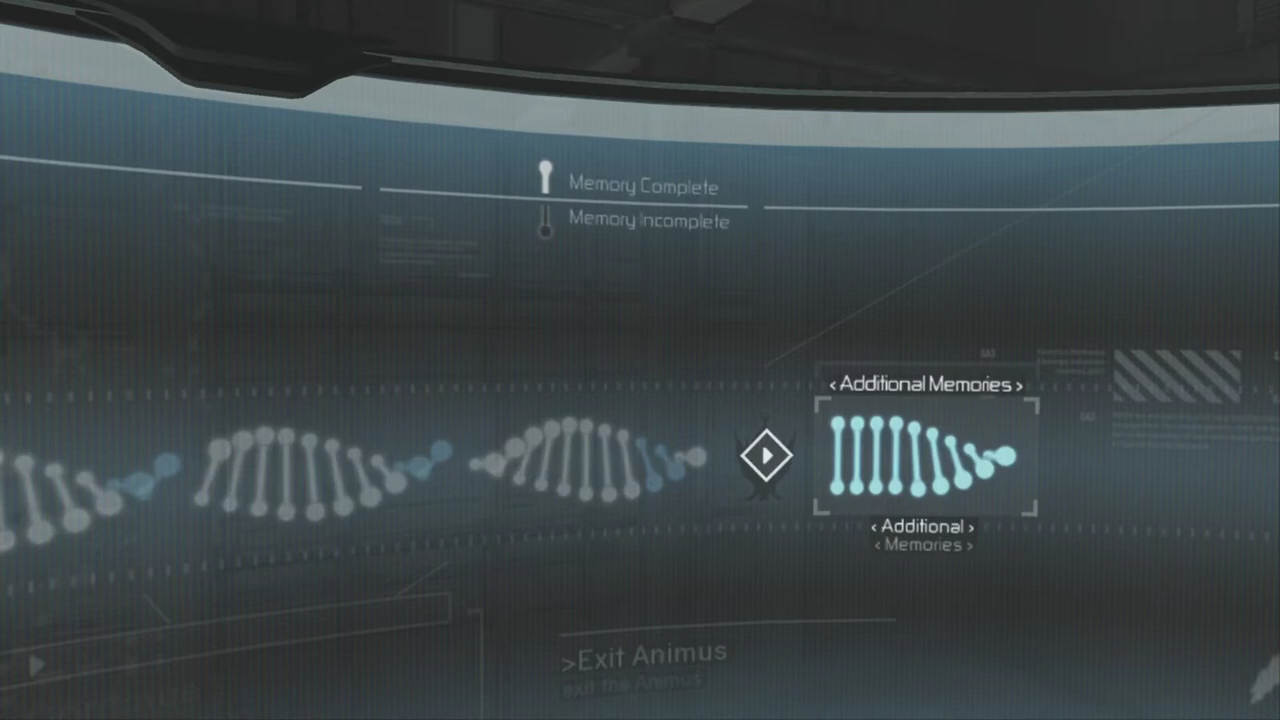 Memory Complete
Memory Incomplete
‹ Additional Memories ›
‹ Additional ›
‹ Memories ›
>Exit Animus
exit the Animus